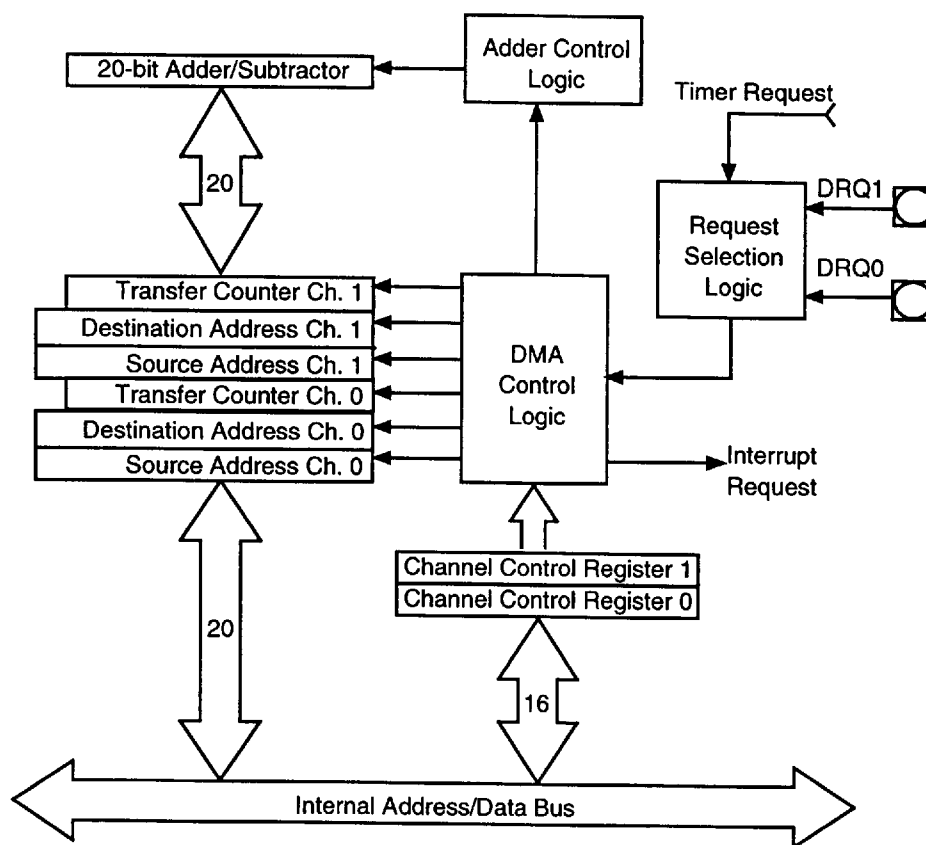 Adder Control
Logic
20-bit Adder/Subtractor
Timer Request
20
DRQ1
Request
Selection
Logic
DRQ0
Transfer Counter Ch. 1
Destination Address Ch. 1
Source Address Ch. 1
Transfer Counter Ch. 0
Destination Address Ch. 0
Source Address Ch. 0
DMA
Control
Logic
Interrupt
Request
Channel Control Register 1
Channel Control Register 0
20
16
Internal Address/Data Bus